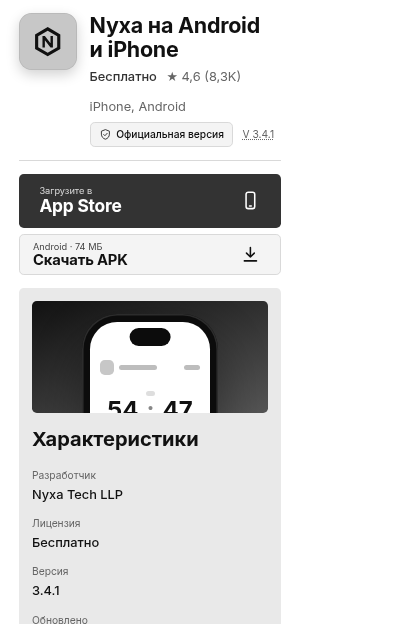 Nyxa на Android
и iPhone
Бесплатно ★ 4,6 (8,3K)
iPhone, Android
Официальная версия V 3.4.1
Загрузите в
App Store
Android · 74 МБ
Скачать APK
54 : 47
Характеристики
Разработчик
Nyxa Tech LLP
Лицензия
Бесплатно
Версия
3.4.1
Обновлено